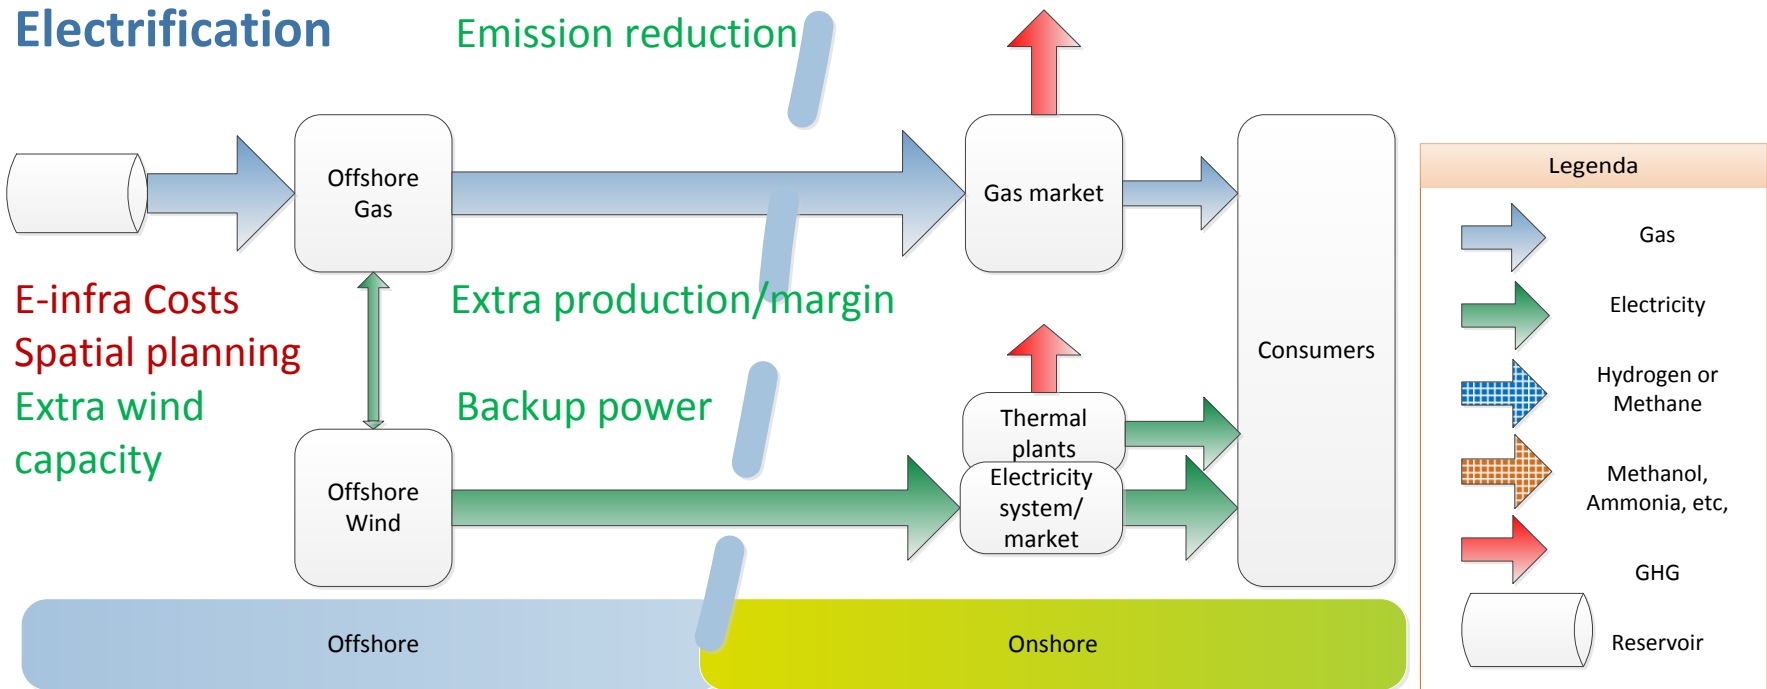 Electrification
Emission reduction
Offshore
Gas
Gas market
E-infra Costs
Spatial planning
Extra wind
capacity
Extra production/margin
Backup power
Consumers
Thermal
plants
Offshore
Wind
Electricity
system/
market
Offshore
Onshore
Legenda
Gas
Electricity
Hydrogen or
Methane
Methanol,
Ammonia, etc,
GHG
Reservoir